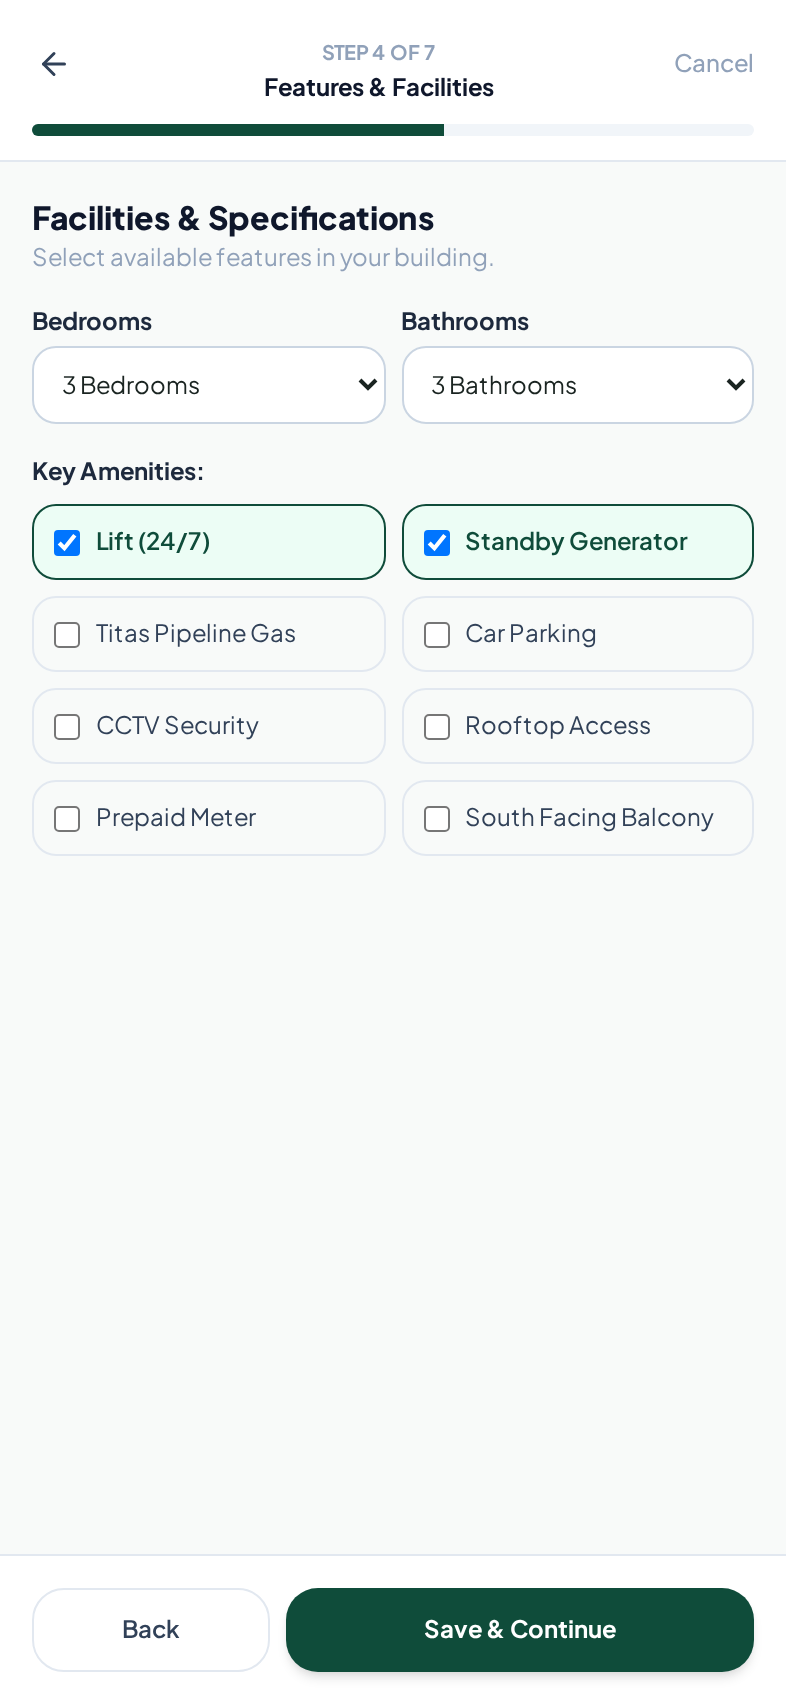 STEP 4 OF 7
Features & Facilities
Cancel
Facilities & Specifications
Select available features in your building.
Bedrooms
Bathrooms
3 Bedrooms
3 Bathrooms
Key Amenities:
Lift (24/7)
Standby Generator
Titas Pipeline Gas
Car Parking
CCTV Security
Rooftop Access
Prepaid Meter
South Facing Balcony
Back
Save & Continue